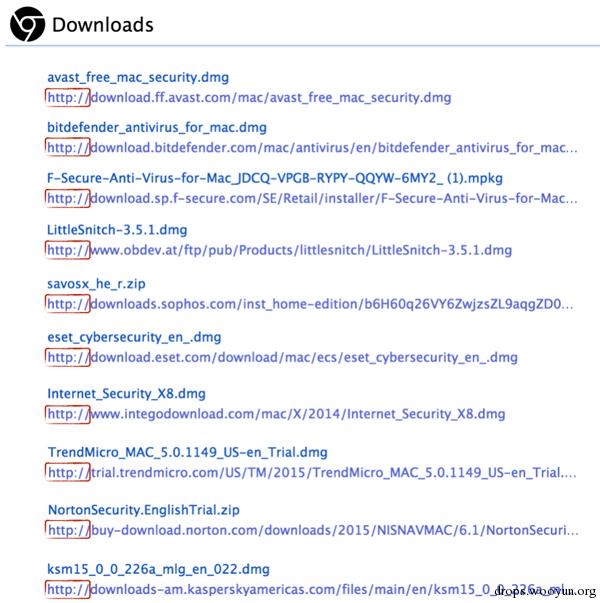 Downloads
avast_free_mac_security.dmg
http://download.ff.avast.com/mac/avast_free_mac_security.dmg
bitdefender_antivirus_for_mac.dmg
http://download.bitdefender.com/mac/antivirus/en/bitdefender_antivirus_for_mac...
F-Secure-Anti-Virus-for-Mac_JDCQ-VPGB-RYPY-QQYW-6MY2_ (1).mpkg
http://download.sp.f-secure.com/SE/Retail/installer/F-Secure-Anti-Virus-for-Mac...
LittleSnitch-3.5.1.dmg
http://www.obdev.at/ftp/pub/Products/littlesnitch/LittleSnitch-3.5.1.dmg
savosx_he_r.zip
http://downloads.sophos.com/inst_home-edition/b6H60q26VY6ZwjzsZL9aqgZD0...
eset_cybersecurity_en_.dmg
http://download.eset.com/download/mac/ecs/eset_cybersecurity_en_.dmg
Internet_Security_X8.dmg
http://www.integodownload.com/mac/X/2014/Internet_Security_X8.dmg
TrendMicro_MAC_5.0.1149_US-en_Trial.dmg
http://trial.trendmicro.com/US/TM/2015/TrendMicro_MAC_5.0.1149_US-en_Trial....
NortonSecurity.EnglishTrial.zip
http://buy-download.norton.com/downloads/2015/NISNAVMAC/6.1/NortonSecuri...
ksm15_0_0_226a_mlg_en_022.dmg
http://downloads-am.kasperskyamericas.com/files/main/en/ksm15_0_0_226a_ml...
drops.wooyun.org